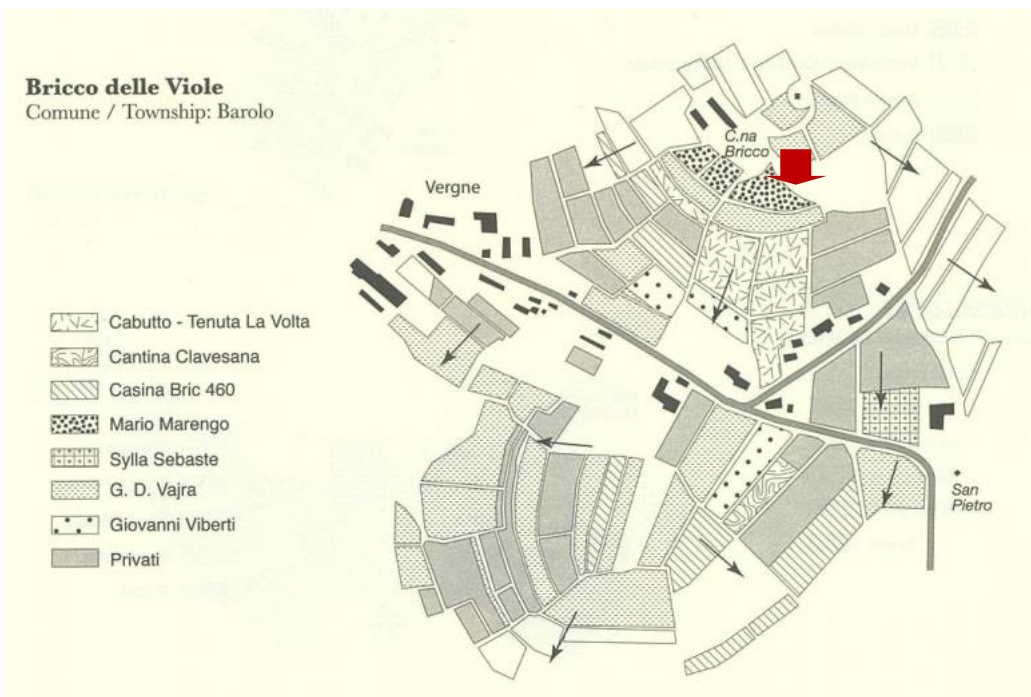 Bricco delle Viole
Comune / Township: Barolo
C.na
Bricco
Vergne
Cabutto - Tenuta La Volta
Cantina Clavesana
Casina Bric 460
Mario Marengo
Sylla Sebaste
G. D. Vajra
Giovanni Viberti
Privati
San
Pietro